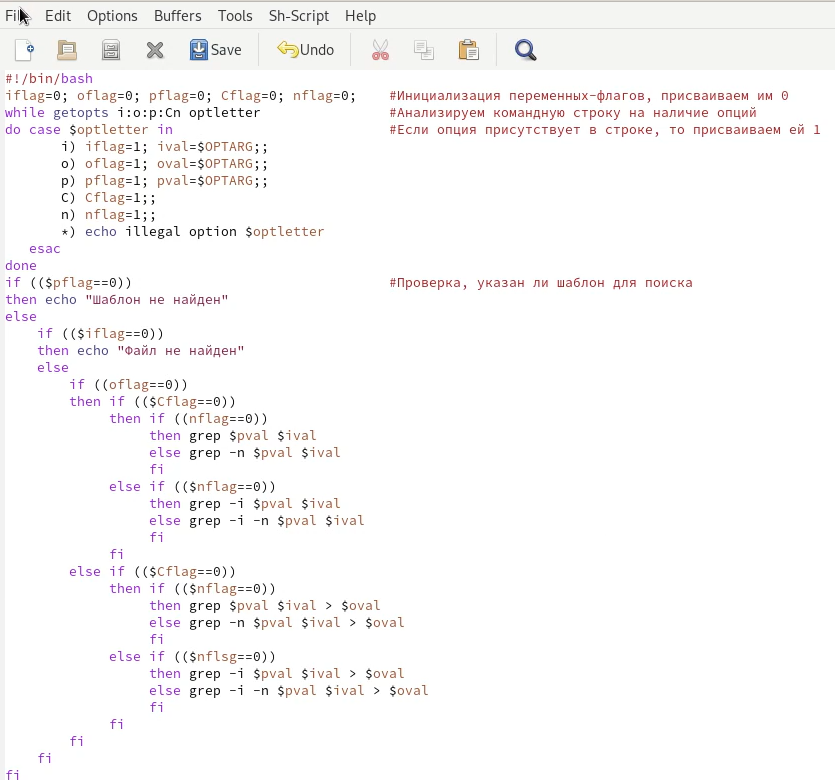 File Edit Options Buffers Tools Sh-Script Help
Save Undo
#!/bin/bash
iflag=0; oflag=0; pflag=0; Cflag=0; nflag=0; #Инициализация переменных-флагов, присваиваем им 0
while getopts i:o:p:Cn optletter #Анализируем командную строку на наличие опций
do case $optletter in #Если опция присутствует в строке, то присваиваем ей 1
i) iflag=1; ival=$OPTARG;;
o) oflag=1; oval=$OPTARG;;
p) pflag=1; pval=$OPTARG;;
C) Cflag=1;;
n) nflag=1;;
*) echo illegal option $optletter
esac
done
if (($pflag==0)) #Проверка, указан ли шаблон для поиска
then echo "Шаблон не найден"
else
if (($iflag==0))
then echo "Файл не найден"
else
if ((oflag==0))
then if (($Cflag==0))
then if ((nflag==0))
then grep $pval $ival
else grep -n $pval $ival
fi
else if (($nflag==0))
then grep -i $pval $ival
else grep -i -n $pval $ival
fi
fi
else if (($Cflag==0))
then if (($nflag==0))
then grep $pval $ival > $oval
else grep -n $pval $ival > $oval
fi
else if (($nflsg==0))
then grep -i $pval $ival > $oval
else grep -i -n $pval $ival > $oval
fi
fi
fi
fi
fi